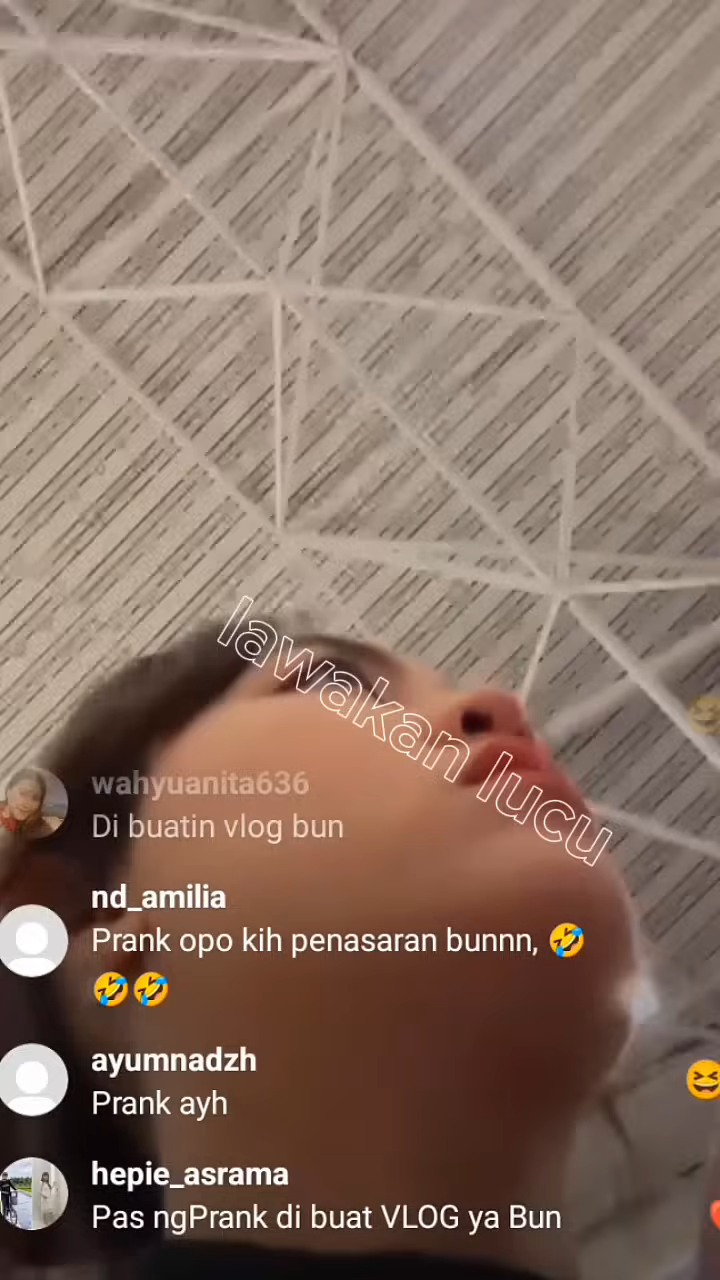 lawakan lucu
wahyuanita636
Di buatin vlog bun
nd_amilia
Prank opo kih penasaran bunnn, 🤣
🤣🤣
ayumnadzh
Prank ayh
hepie_asrama
Pas ngPrank di buat VLOG ya Bun